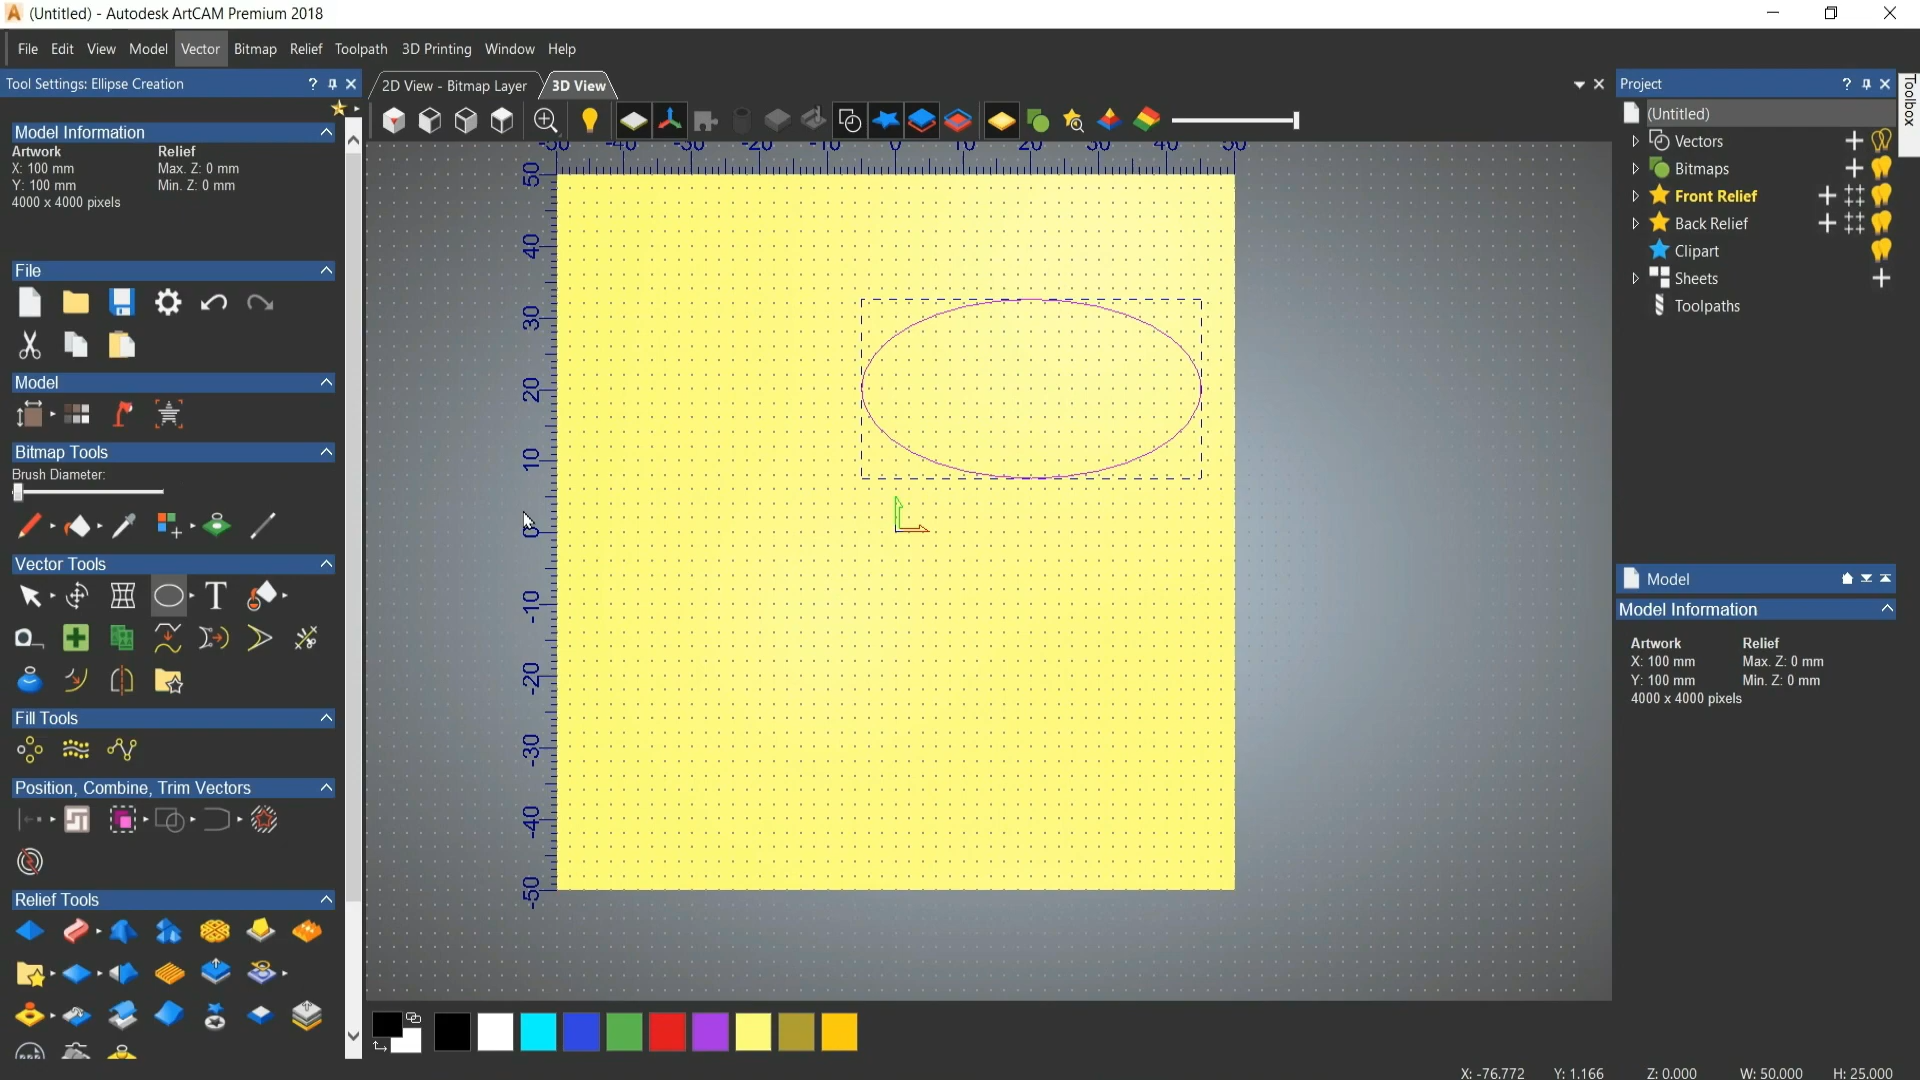 (Untitled) - Autodesk ArtCAM Premium 2018
File Edit View Model Vector Bitmap Relief Toolpath 3D Printing Window Help
Tool Settings: Ellipse Creation
2D View - Bitmap Layer
3D View
Project
Toolbox
Model Information
Artwork Relief
X: 100 mm Max. Z: 0 mm
Y: 100 mm Min. Z: 0 mm
4000 x 4000 pixels
File
Model
Bitmap Tools
Brush Diameter:
Vector Tools
Fill Tools
Position, Combine, Trim Vectors
Relief Tools
-50 -40 -30 -20 -10 0 10 20 30 40 50
50
40
30
20
10
0
-10
-20
-30
-40
-50
(Untitled)
Vectors
Bitmaps
Front Relief
Back Relief
Clipart
Sheets
Toolpaths
Model
Model Information
Artwork Relief
X: 100 mm Max. Z: 0 mm
Y: 100 mm Min. Z: 0 mm
4000 x 4000 pixels
X: -76.772 Y: 1.166 Z: 0.000 W: 50.000 H: 25.000